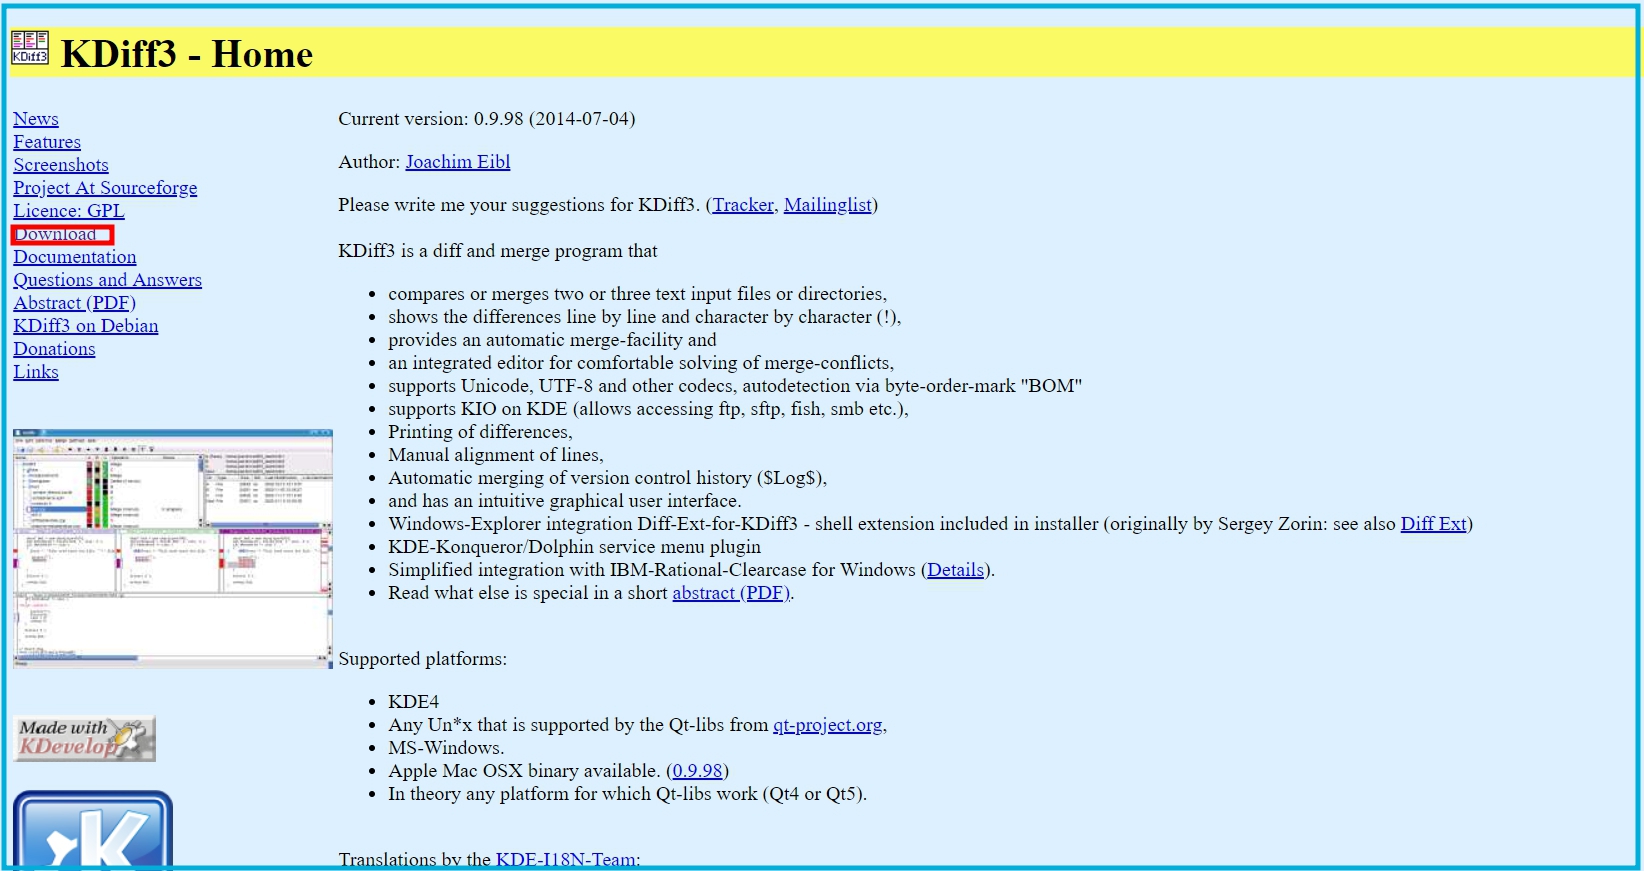 KDiff3
KDiff3 - Home
News
Features
Screenshots
Project At Sourceforge
Licence: GPL
Download
Documentation
Questions and Answers
Abstract (PDF)
KDiff3 on Debian
Donations
Links
Made with
KDevelop
Current version: 0.9.98 (2014-07-04)
Author: Joachim Eibl
Please write me your suggestions for KDiff3. (Tracker, Mailinglist)
KDiff3 is a diff and merge program that
• compares or merges two or three text input files or directories,
• shows the differences line by line and character by character (!),
• provides an automatic merge-facility and
• an integrated editor for comfortable solving of merge-conflicts,
• supports Unicode, UTF-8 and other codecs, autodetection via byte-order-mark "BOM"
• supports KIO on KDE (allows accessing ftp, sftp, fish, smb etc.),
• Printing of differences,
• Manual alignment of lines,
• Automatic merging of version control history ($Log$),
• and has an intuitive graphical user interface.
• Windows-Explorer integration Diff-Ext-for-KDiff3 - shell extension included in installer (originally by Sergey Zorin: see also Diff Ext)
• KDE-Konqueror/Dolphin service menu plugin
• Simplified integration with IBM-Rational-Clearcase for Windows (Details).
• Read what else is special in a short abstract (PDF).
Supported platforms:
• KDE4
• Any Un*x that is supported by the Qt-libs from qt-project.org,
• MS-Windows.
• Apple Mac OSX binary available. (0.9.98)
• In theory any platform for which Qt-libs work (Qt4 or Qt5).
Translations by the KDE-I18N-Team: